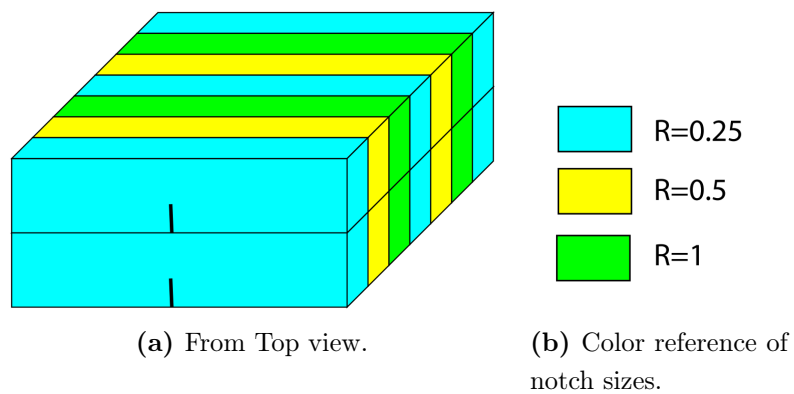 R=0.25
R=0.5
R=1
(a) From Top view.
(b) Color reference of
notch sizes.